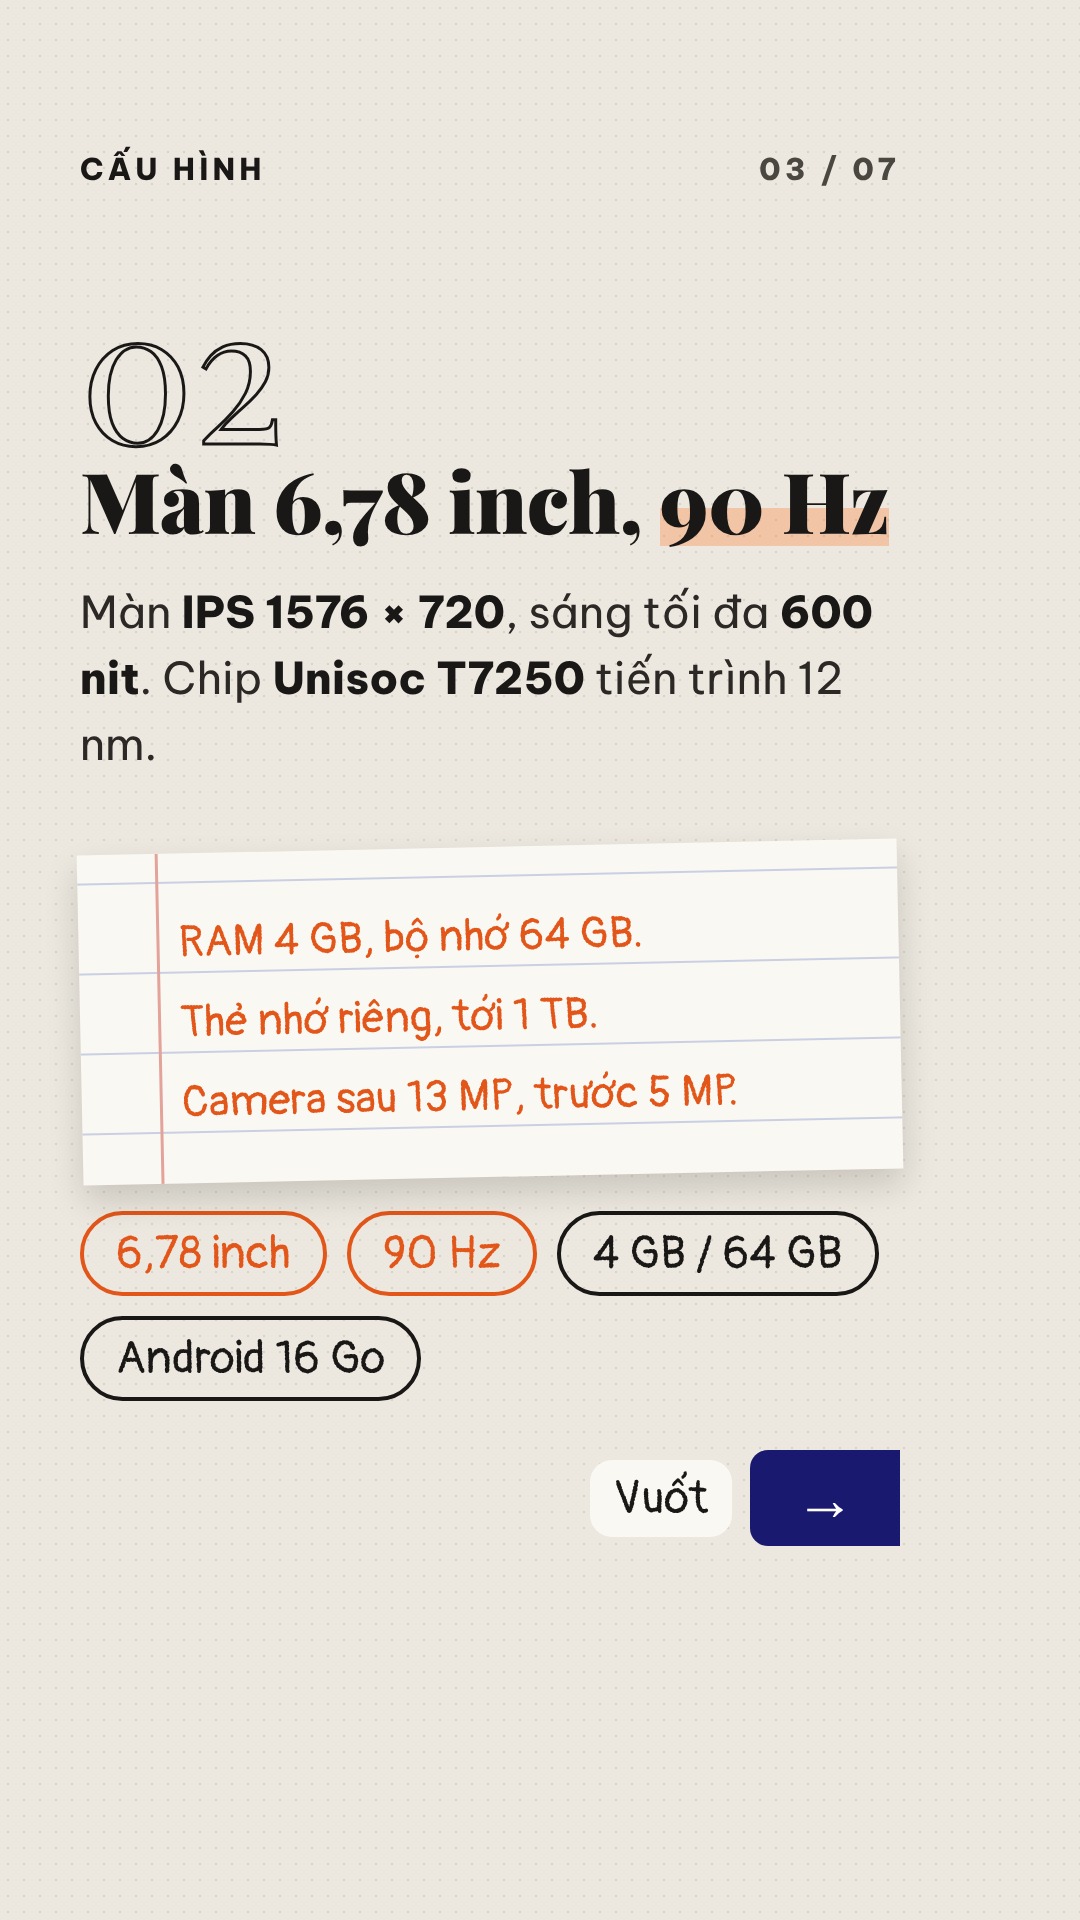 CẤU HÌNH
03 / 07
02
Màn 6,78 inch, 90 Hz
Màn IPS 1576 × 720, sáng tối đa 600
nit. Chip Unisoc T7250 tiến trình 12
nm.
RAM 4 GB, bộ nhớ 64 GB.
Thẻ nhớ riêng, tới 1 TB.
Camera sau 13 MP, trước 5 MP.
6,78 inch
90 Hz
4 GB / 64 GB
Android 16 Go
Vuốt →